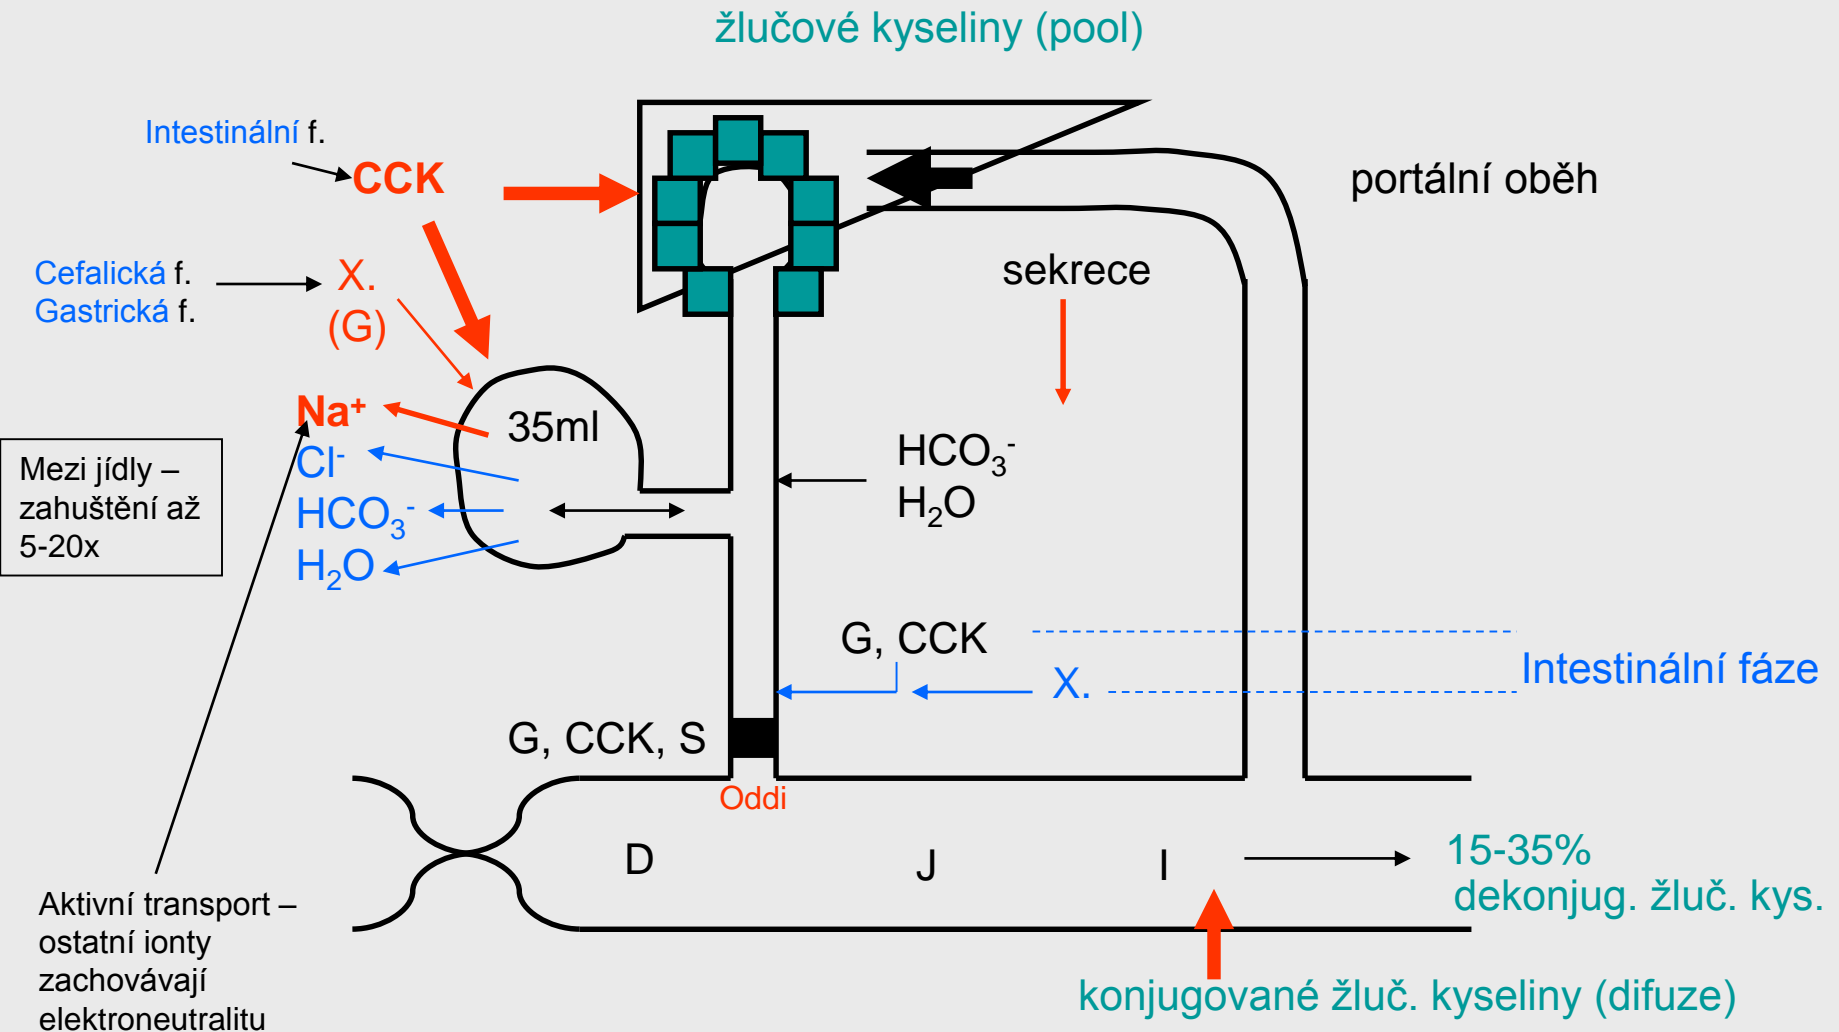 žlučové kyseliny (pool)
Intestinální f.
CCK
portální oběh
Cefalická f.
Gastrická f.
X.
(G)
sekrece
Na⁺
Cl⁻
HCO₃⁻
H₂O
35ml
HCO₃⁻
H₂O
Mezi jídly –
zahuštění až
5-20x
G, CCK
X.
Intestinální fáze
G, CCK, S
Oddi
D
J
I
15-35%
dekonjug. žluč. kys.
Aktivní transport –
ostatní ionty
zachovávají
elektroneutralitu
konjugované žluč. kyseliny (difuze)